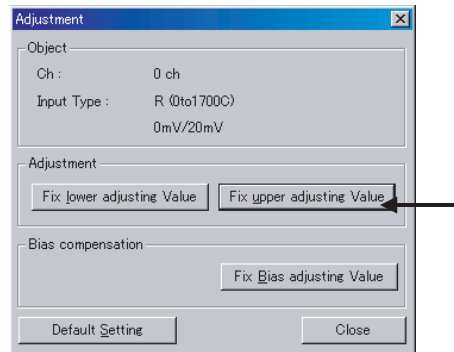 Adjustment
Object
Ch : 0 ch
Input Type : R (0to1700C)
0mV/20mV
Adjustment
Fix lower adjusting Value Fix upper adjusting Value
Bias compensation
Fix Bias adjusting Value
Default Setting Close